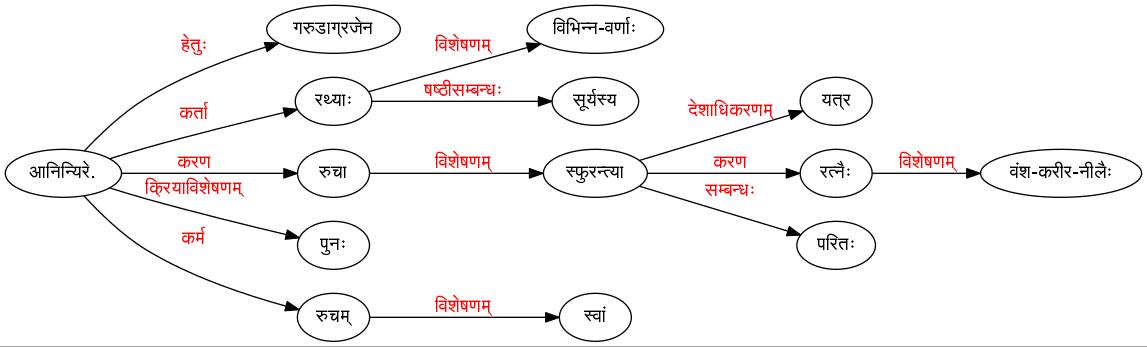 गरुडाग्रजेन
विभिन्न-वर्णाः
हेतुः
विशेषणम्
रथ्याः
षष्ठीसम्बन्धः
सूर्यस्य
यत्र
कर्ता
देशाधिकरणम्
आनिन्यिरे.
करण
रुचा
विशेषणम्
स्फुरन्त्या
करण
रत्नैः
विशेषणम्
वंश-करीर-नीलैः
क्रियाविशेषणम्
सम्बन्धः
पुनः
परितः
कर्म
रुचम्
विशेषणम्
स्वां